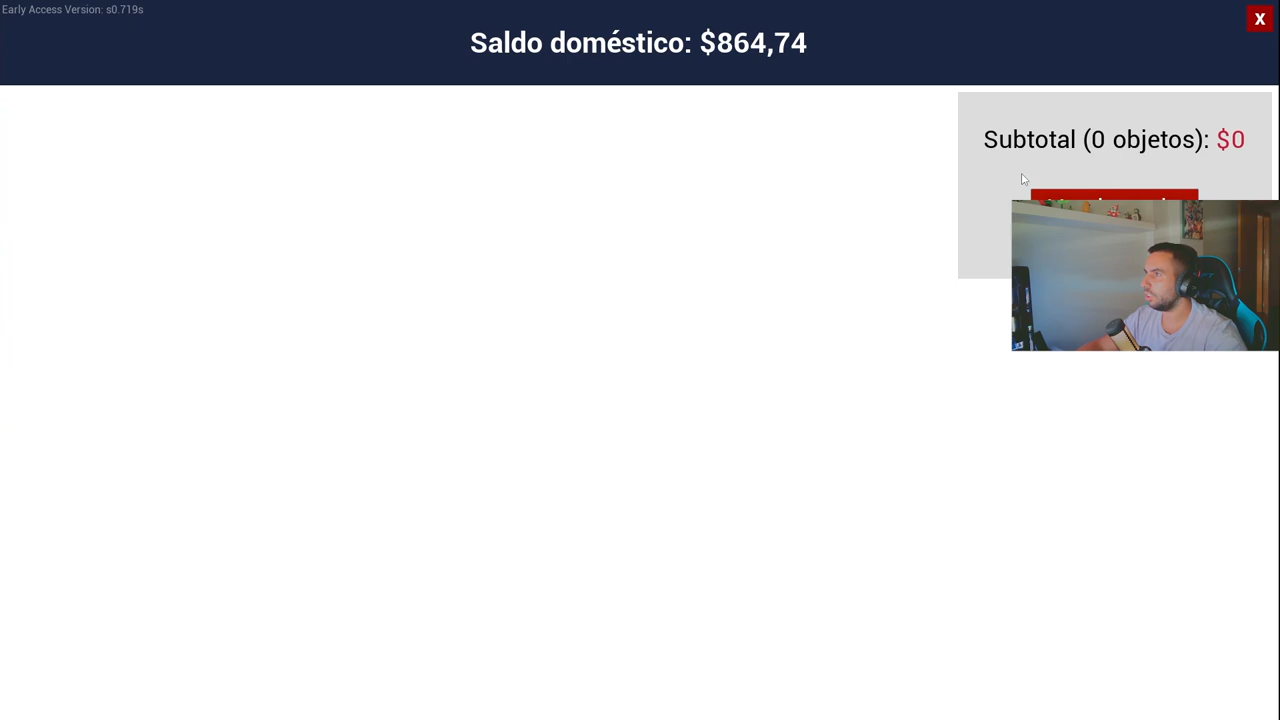 Early Access Version: s0.719s
X
Saldo doméstico: $864,74
Subtotal (0 objetos): $0